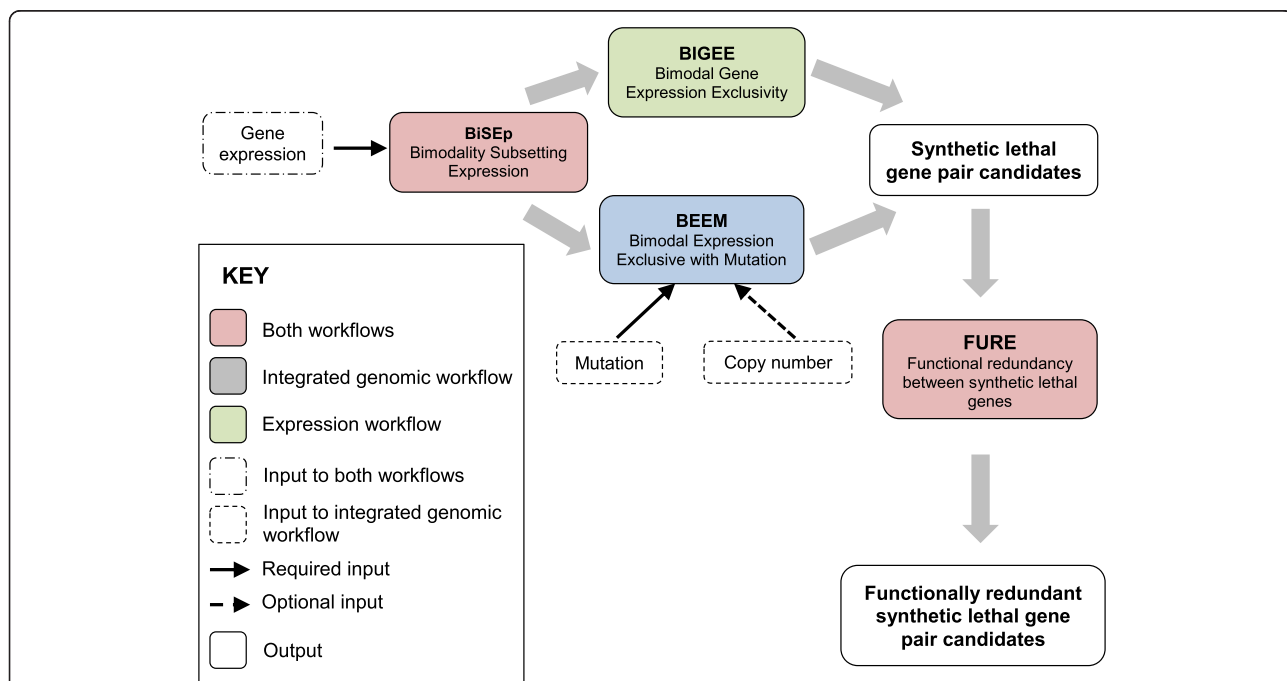 BIGEE
Bimodal Gene
Expression Exclusivity
Gene
expression
BiSEp
Bimodality Subsetting
Expression
Synthetic lethal
gene pair candidates
BEEM
Bimodal Expression
Exclusive with Mutation
Mutation
Copy number
FURE
Functional redundancy
between synthetic lethal
genes
Functionally redundant
synthetic lethal gene
pair candidates
KEY
Both workflows
Integrated genomic workflow
Expression workflow
Input to both workflows
Input to integrated genomic
workflow
Required input
Optional input
Output